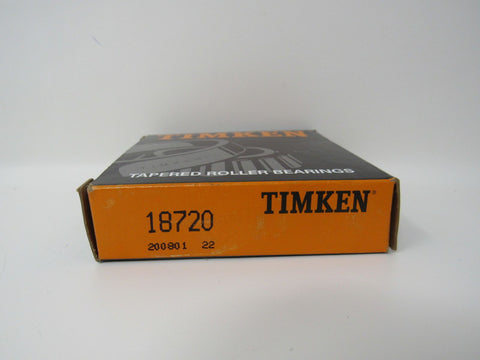 TIMKEN
TAPERED ROLLER BEARINGS
TIMKEN®
18720
200801 22